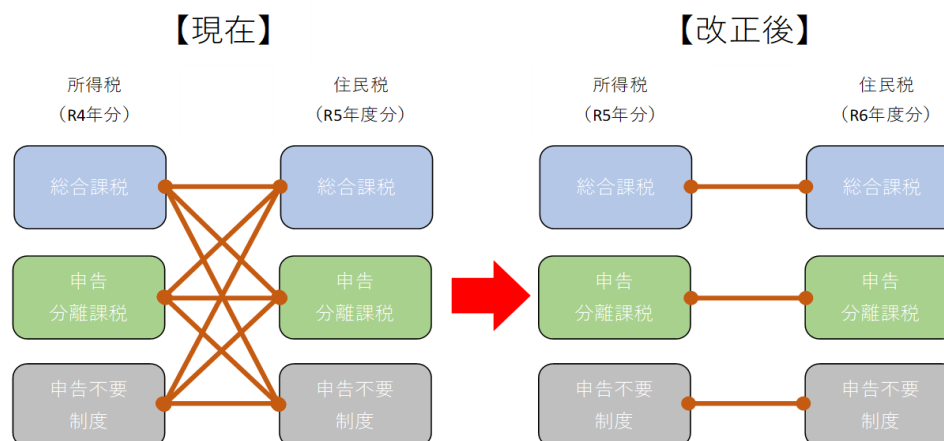 【現在】
所得税
（R4年分）
住民税
（R5年度分）
総合課税
総合課税
申告
分離課税
申告
分離課税
申告不要
制度
申告不要
制度
【改正後】
所得税
（R5年分）
住民税
（R6年度分）
総合課税
総合課税
申告
分離課税
申告
分離課税
申告不要
制度
申告不要
制度